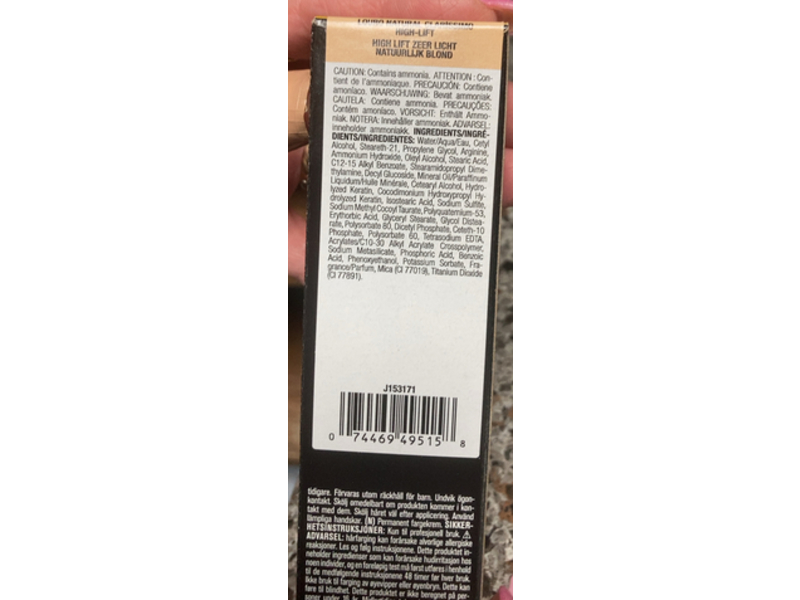 LOURO NATURAL CLARÍSSIMO
HIGH-LIFT
HIGH LIFT ZEER LICHT
NATUURLIJK BLOND
CAUTION: Contains ammonia. ATTENTION : Con-
tient de l'ammoniaque. PRECAUCIÓN: Contiene
amoníaco. WAARSCHUWING: Bevat ammoniak.
CAUTELA: Contiene ammonia. PRECAUÇÕES:
Contém amoníaco. VORSICHT: Enthält Ammo-
niak. NOTERA: Innehåller ammoniak. ADVARSEL:
inneholder ammoniakk. INGREDIENTS/INGRÉ-
DIENTS/INGREDIENTES: Water/Aqua/Eau, Cetyl
Alcohol, Steareth-21, Propylene Glycol, Arginine,
Ammonium Hydroxide, Oleyl Alcohol, Stearic Acid,
C12-15 Alkyl Benzoate, Stearamidopropyl Dime-
thylamine, Decyl Glucoside, Mineral Oil/Paraffinum
Liquidum/Huile Minérale, Cetearyl Alcohol, Hydro-
lyzed Keratin, Cocodimonium Hydroxypropyl Hy-
drolyzed Keratin, Isostearic Acid, Sodium Sulfite,
Sodium Methyl Cocoyl Taurate, Polyquaternium-53,
Erythorbic Acid, Glyceryl Stearate, Glycol Distea-
rate, Polysorbate 80, Dicetyl Phosphate, Ceteth-10
Phosphate, Polysorbate 60, Tetrasodium EDTA,
Acrylates/C10-30 Alkyl Acrylate Crosspolymer,
Sodium Metasilicate, Phosphoric Acid, Benzoic
Acid, Phenoxyethanol, Potassium Sorbate, Fra-
grance/Parfum, Mica (CI 77019), Titanium Dioxide
(CI 77891).
J153171
0 74469 49515 8
tidigare. Förvaras utom räckhåll för barn. Undvik ögon-
kontakt. Skölj omedelbart om produkten kommer i kon-
takt med dem. Skölj håret väl efter applicering. Använd
lämpliga handskar. (N) Permanent fargekrem. SIKKER-
HETSINSTRUKSJONER: Kun til profesjonell bruk. ⚠
ADVARSEL: hårfarging kan forårsake alvorlige allergiske
reaksjoner. Les og følg instruksjonene. Dette produktet in-
neholder ingredienser som kan forårsake hudirritasjon hos
noen individer, og en foreløpig test må først utføres i henhold
til de medfølgende instruksjonene 48 timer før hver bruk.
Ikke bruk til farging av øyevipper eller øyenbryn. Dette kan
føre til blindhet. Dette produktet er ikke beregnet på per-
soner under 16 år.